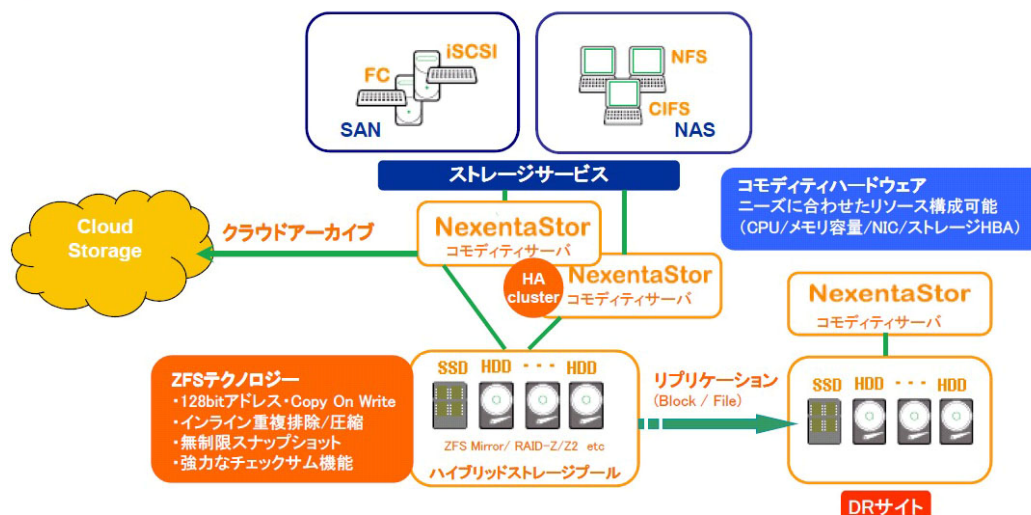 iSCSI
FC
SAN
NFS
CIFS
NAS
ストレージサービス
コモディティハードウェア
ニーズに合わせたリソース構成可能
（CPU/メモリ容量/NIC/ストレージHBA）
Cloud
Storage
クラウドアーカイブ
NexentaStor
コモディティサーバ
HA
cluster
NexentaStor
コモディティサーバ
NexentaStor
コモディティサーバ
ZFSテクノロジー
・128bitアドレス・Copy On Write
・インライン重複排除/圧縮
・無制限スナップショット
・強力なチェックサム機能
SSD HDD ･･･ HDD
ZFS Mirror/ RAID-Z/Z2 etc
ハイブリッドストレージプール
リプリケーション
(Block / File)
SSD HDD ･･･ HDD
DRサイト